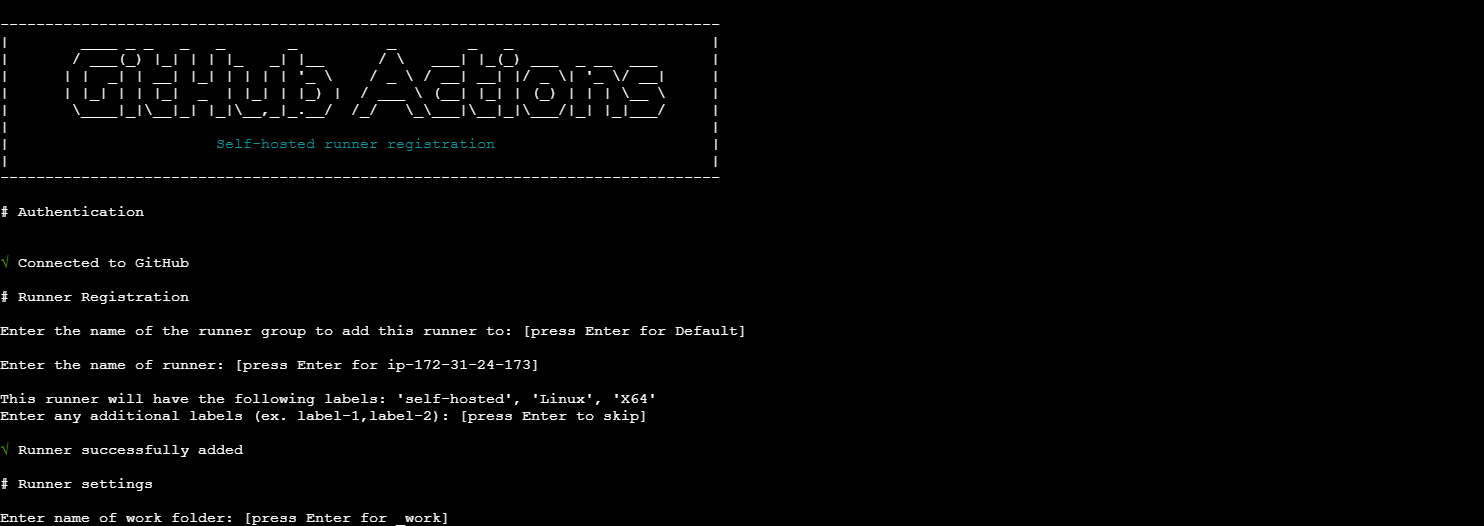 GitHub Actions
Self-hosted runner registration
# Authentication
√ Connected to GitHub
# Runner Registration
Enter the name of the runner group to add this runner to: [press Enter for Default]
Enter the name of runner: [press Enter for ip-172-31-24-173]
This runner will have the following labels: 'self-hosted', 'Linux', 'X64'
Enter any additional labels (ex. label-1,label-2): [press Enter to skip]
√ Runner successfully added
# Runner settings
Enter name of work folder: [press Enter for _work]